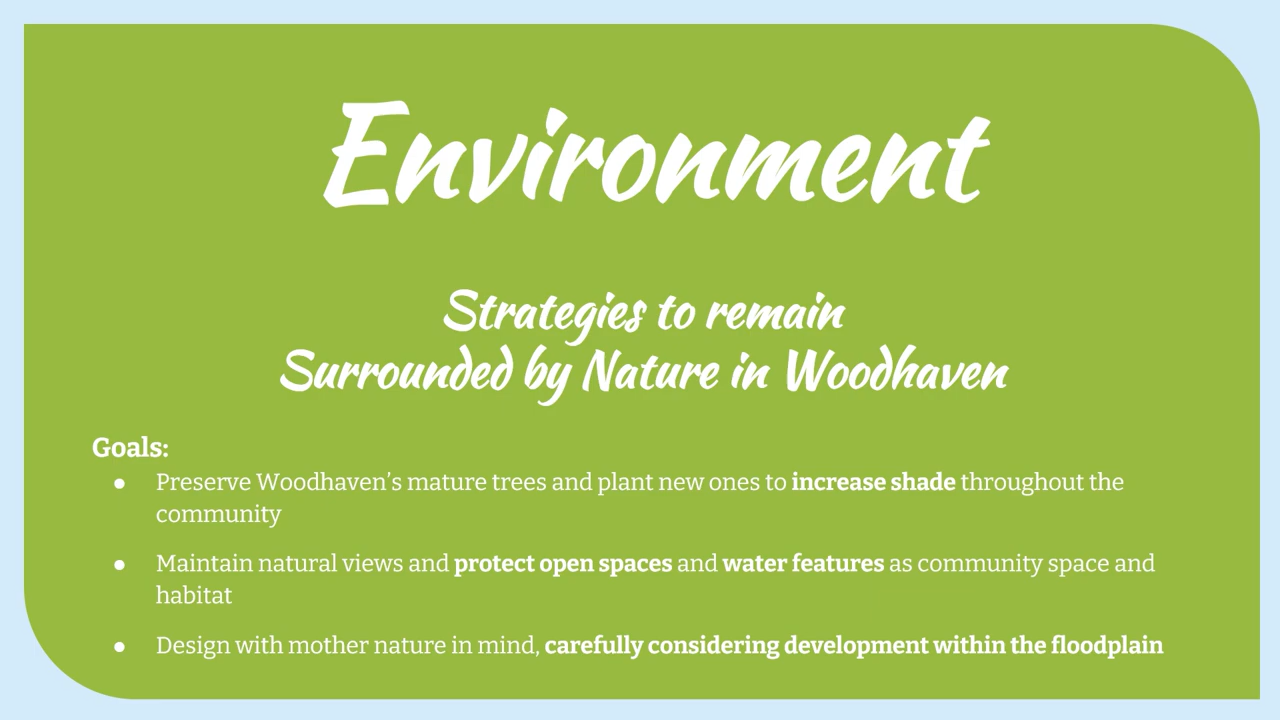 Environment
Strategies to remain
Surrounded by Nature in Woodhaven
Goals:
● Preserve Woodhaven’s mature trees and plant new ones to increase shade throughout the
community
● Maintain natural views and protect open spaces and water features as community space and
habitat
● Design with mother nature in mind, carefully considering development within the floodplain